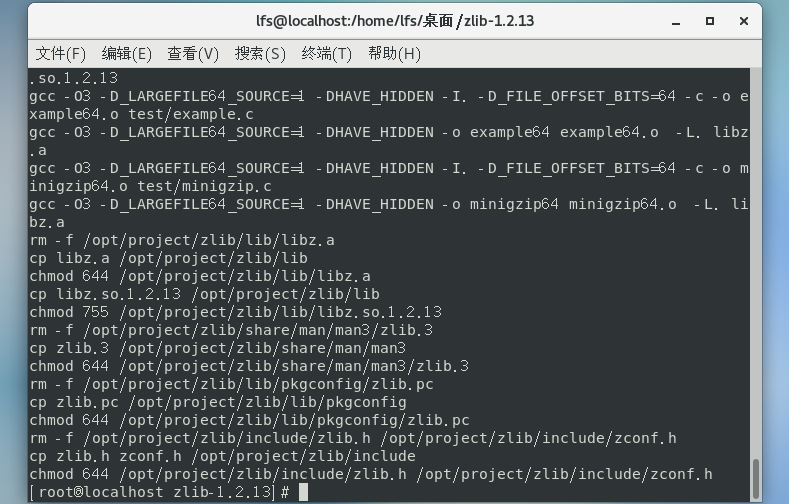 lfs@localhost:/home/lfs/桌面/zlib-1.2.13
文件(F) 编辑(E) 查看(V) 搜索(S) 终端(T) 帮助(H)
.so.1.2.13
gcc -O3 -D_LARGEFILE64_SOURCE=1 -DHAVE_HIDDEN -I. -D_FILE_OFFSET_BITS=64 -c -o e
xample64.o test/example.c
gcc -O3 -D_LARGEFILE64_SOURCE=1 -DHAVE_HIDDEN -o example64 example64.o  -L. libz
.a
gcc -O3 -D_LARGEFILE64_SOURCE=1 -DHAVE_HIDDEN -I. -D_FILE_OFFSET_BITS=64 -c -o m
inigzip64.o test/minigzip.c
gcc -O3 -D_LARGEFILE64_SOURCE=1 -DHAVE_HIDDEN -o minigzip64 minigzip64.o  -L. li
bz.a
rm -f /opt/project/zlib/lib/libz.a
cp libz.a /opt/project/zlib/lib
chmod 644 /opt/project/zlib/lib/libz.a
cp libz.so.1.2.13 /opt/project/zlib/lib
chmod 755 /opt/project/zlib/lib/libz.so.1.2.13
rm -f /opt/project/zlib/share/man/man3/zlib.3
cp zlib.3 /opt/project/zlib/share/man/man3
chmod 644 /opt/project/zlib/share/man/man3/zlib.3
rm -f /opt/project/zlib/lib/pkgconfig/zlib.pc
cp zlib.pc /opt/project/zlib/lib/pkgconfig
chmod 644 /opt/project/zlib/lib/pkgconfig/zlib.pc
rm -f /opt/project/zlib/include/zlib.h /opt/project/zlib/include/zconf.h
cp zlib.h zconf.h /opt/project/zlib/include
chmod 644 /opt/project/zlib/include/zlib.h /opt/project/zlib/include/zconf.h
[root@localhost zlib-1.2.13]#